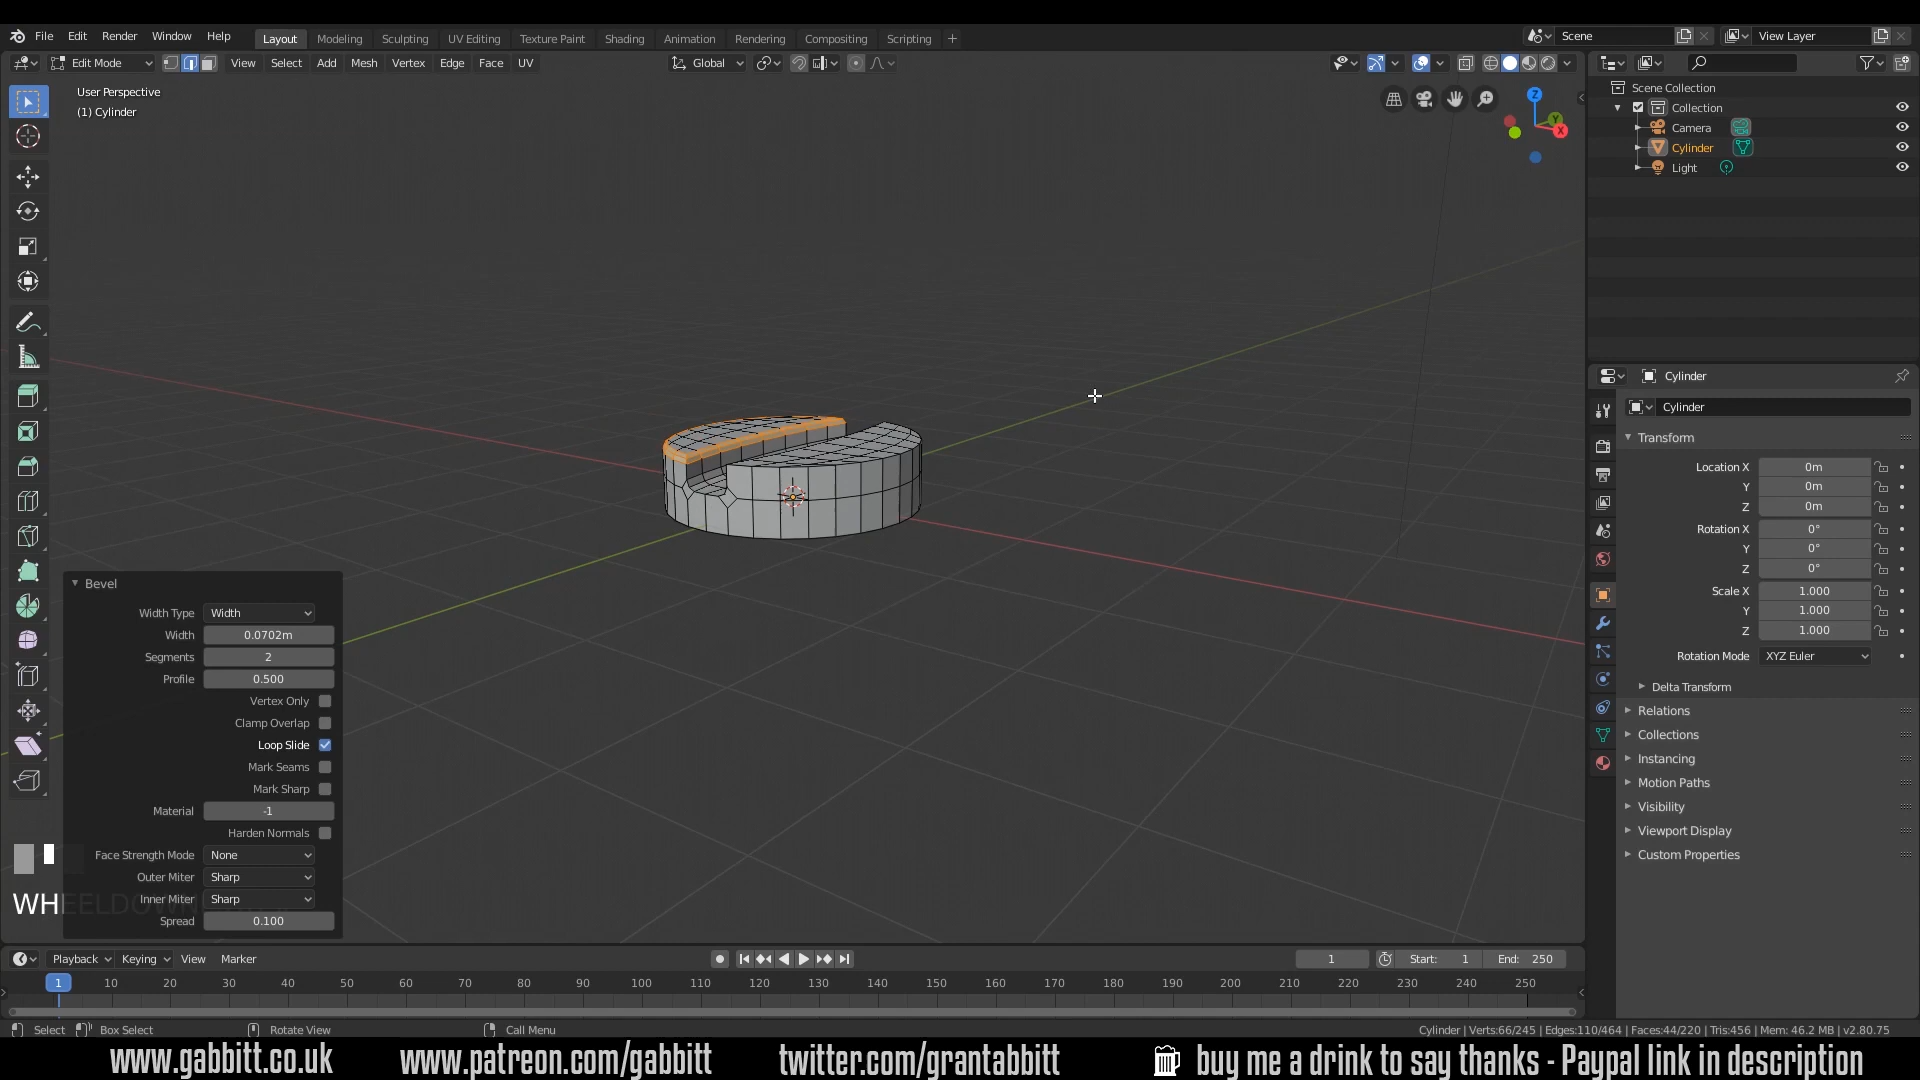 File Edit Render Window Help Layout Modeling Sculpting UV Editing Texture Paint Shading Animation Rendering Compositing Scripting + Scene View Layer
Edit Mode View Select Add Mesh Vertex Edge Face UV Global
User Perspective
(1) Cylinder
Z
Y
X
Scene Collection
Collection
Camera
Cylinder
Light
Cylinder
Cylinder
Transform
Location X 0m
Y 0m
Z 0m
Rotation X 0°
Y 0°
Z 0°
Scale X 1.000
Y 1.000
Z 1.000
Rotation Mode XYZ Euler
Delta Transform
Relations
Collections
Instancing
Motion Paths
Visibility
Viewport Display
Custom Properties
Bevel
Width Type Width
Width 0.0702m
Segments 2
Profile 0.500
Vertex Only
Clamp Overlap
Loop Slide
Mark Seams
Mark Sharp
Material -1
Harden Normals
Face Strength Mode None
Outer Miter Sharp
Inner Miter Sharp
Spread 0.100
WHEELDOWN
Playback Keying View Marker 1 Start: 1 End: 250
1 10 20 30 40 50 60 70 80 90 100 110 120 130 140 150 160 170 180 190 200 210 220 230 240 250
Select Box Select Rotate View Call Menu Cylinder | Verts:66/245 | Edges:110/464 | Faces:44/220 | Tris:456 | Mem: 46.2 MB | v2.80.75
www.gabbitt.co.uk www.patreon.com/gabbitt twitter.com/grantabbitt buy me a drink to say thanks - Paypal link in description